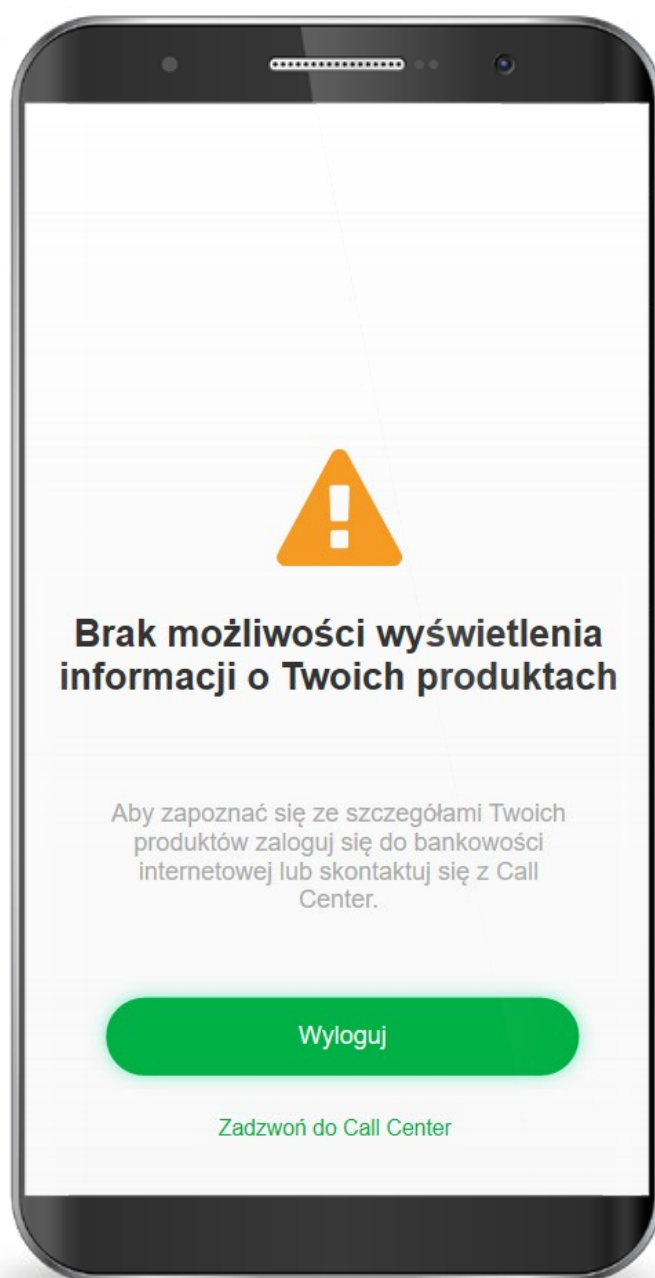 Brak możliwości wyświetlenia
informacji o Twoich produktach
Aby zapoznać się ze szczegółami Twoich
produktów zaloguj się do bankowości
internetowej lub skontaktuj się z Call
Center.
Wyloguj
Zadzwoń do Call Center